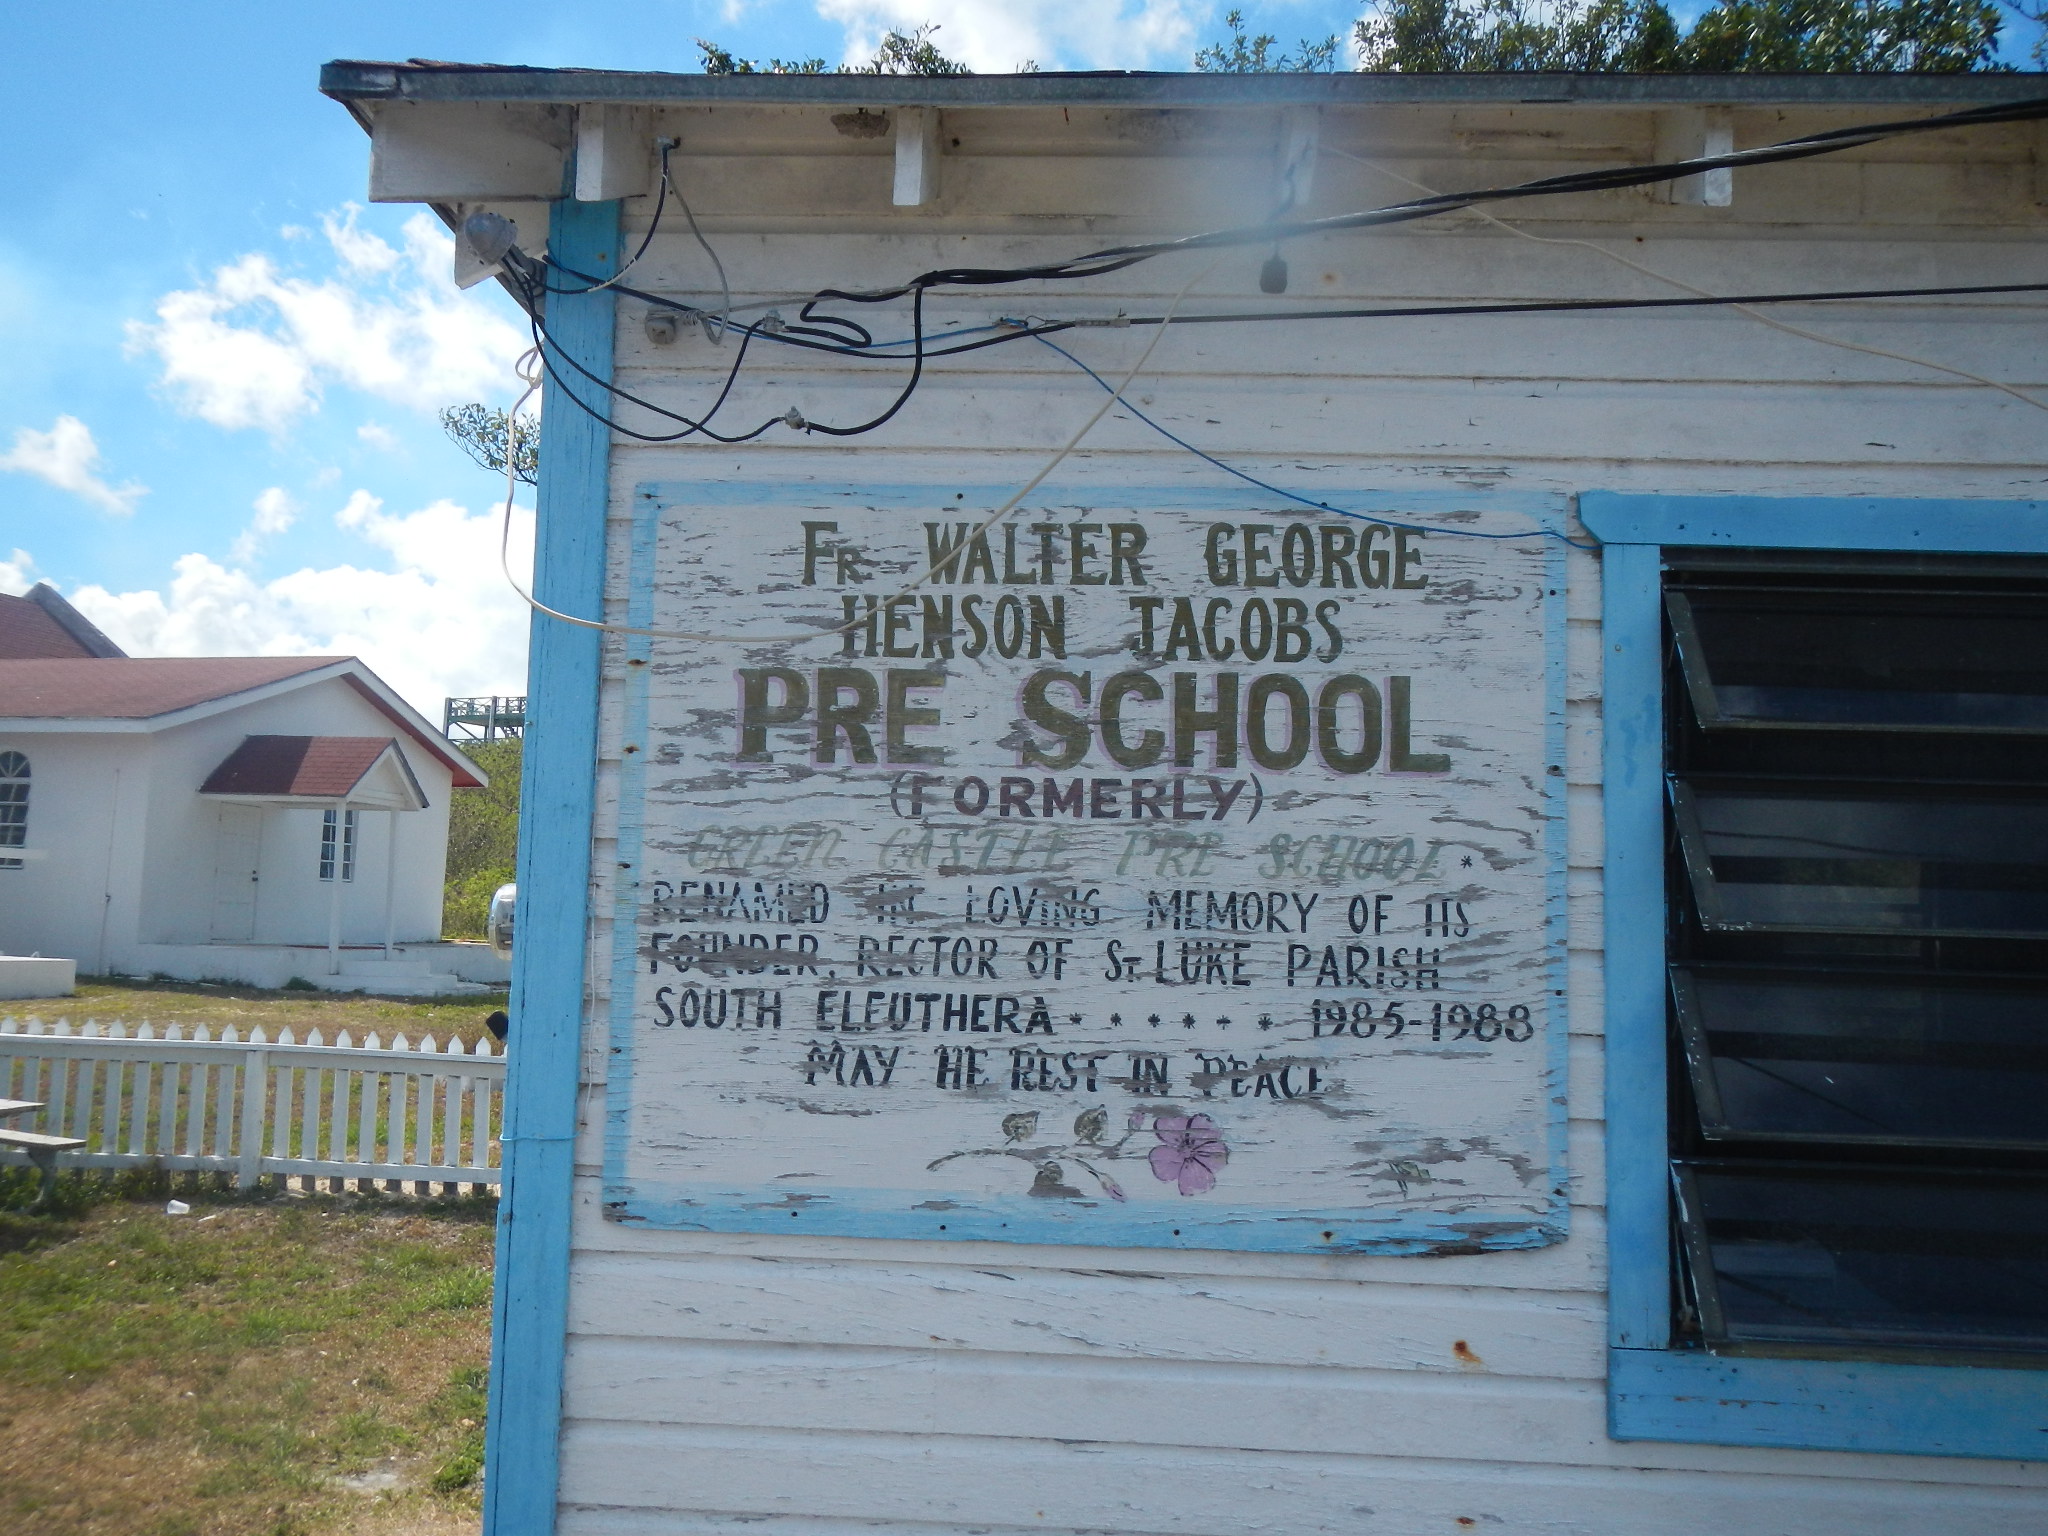 Fr WALTER GEORGE
HENSON JACOBS
PRE SCHOOL
(FORMERLY)
GREEN CASTLE PRE SCHOOL *
RENAMED IN LOVING MEMORY OF ITS
FOUNDER, RECTOR OF ST LUKE PARISH
SOUTH ELEUTHERA * * * * * * 1985-1988
MAY HE REST IN PEACE